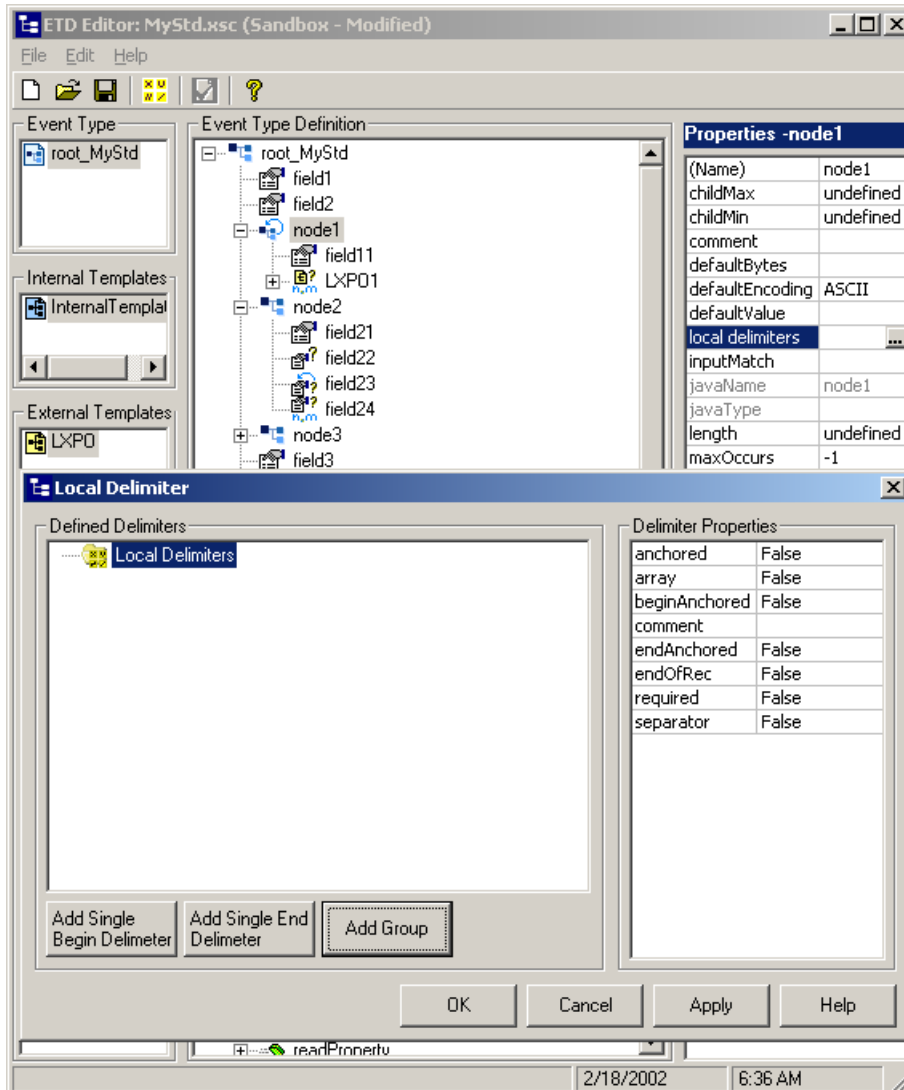 ETD Editor: MyStd.xsc (Sandbox - Modified)
File Edit Help
Event Type
root_MyStd
Internal Templates
InternalTempla
External Templates
LXPO
Event Type Definition
root_MyStd
field1
field2
node1
field11
n,m LXPO1
node2
field21
field22
field23
n,m field24
node3
field3
readProperty
Properties -node1
(Name) node1
childMax undefined
childMin undefined
comment
defaultBytes
defaultEncoding ASCII
defaultValue
local delimiters ...
inputMatch
javaName node1
javaType
length undefined
maxOccurs -1
Local Delimiter
Defined Delimiters
Local Delimiters
Add Single
Begin Delimeter
Add Single End
Delimeter
Add Group
Delimiter Properties
anchored False
array False
beginAnchored False
comment
endAnchored False
endOfRec False
required False
separator False
OK Cancel Apply Help
2/18/2002 6:36 AM